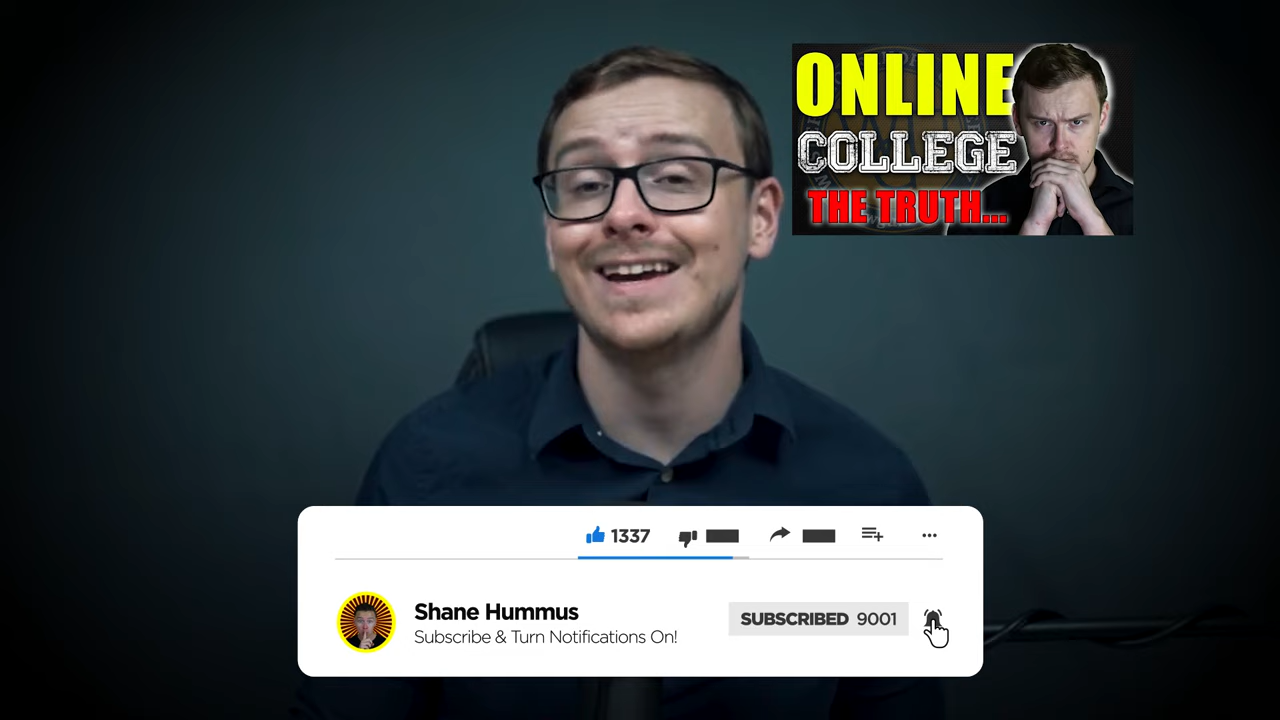 ONLINE
COLLEGE
THE TRUTH...
1337
Shane Hummus
Subscribe & Turn Notifications On!
SUBSCRIBED 9001